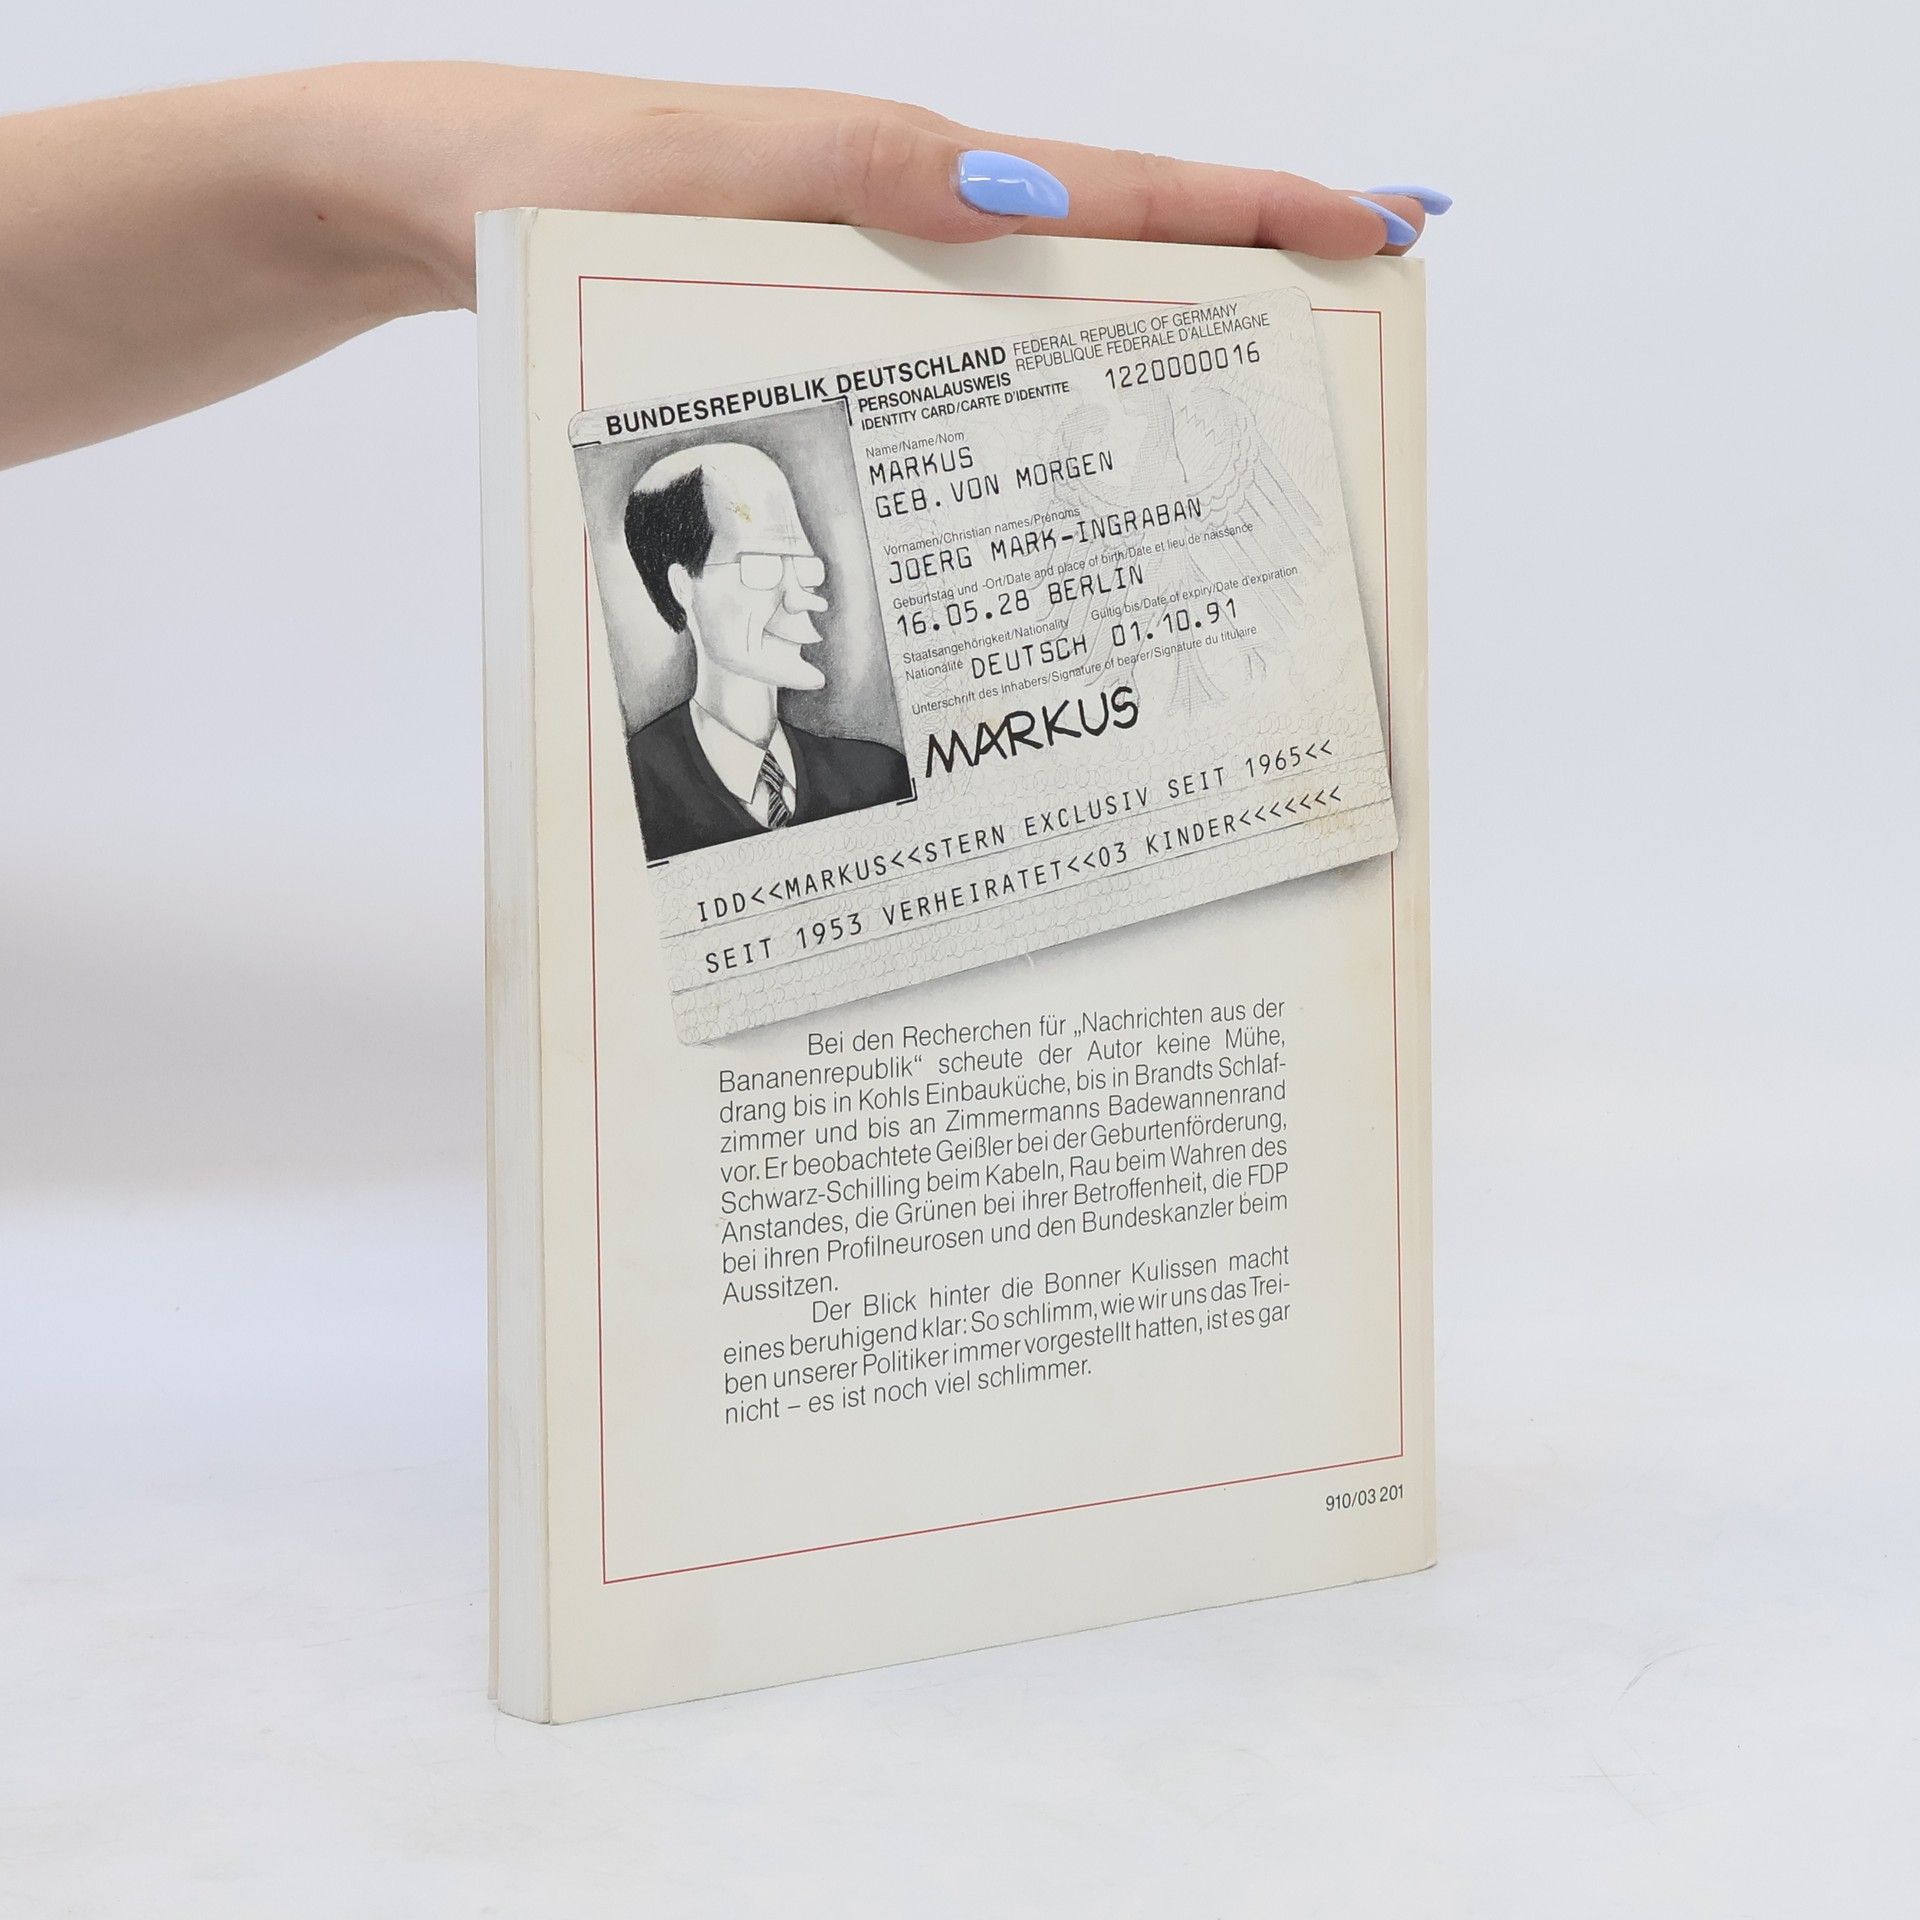 BUNDESREPUBLIK DEUTSCHLAND
FEDERAL REPUBLIC OF GERMANY
REPUBLIQUE FEDERALE D'ALLEMAGNE
PERSONALAUSWEIS
IDENTITY CARD/CARTE D'IDENTITE
1220000016
Name/Name/Nom
MARKUS
GEB. VON MORGEN
Vornamen/Christian names/Prénoms
JOERG MARK-INGRABAN
Geburtstag und -Ort/Date and place of birth/Date et lieu de naissance
16.05.28 BERLIN
Staatsangehörigkeit/Nationality
Nationalité DEUTSCH
Gültig bis/Date of expiry/Date d'expiration
01.10.91
Unterschrift des Inhabers/Signature of bearer/Signature du titulaire
MARKUS
IDD<<MARKUS<<STERN EXCLUSIV SEIT 1965<<
SEIT 1953 VERHEIRATET<<03 KINDER<<<<<<<
Bei den Recherchen für „Nachrichten aus der
Bananenrepublik“ scheute der Autor keine Mühe,
drang bis in Kohls Einbauküche, bis in Brandts Schlaf-
zimmer und bis an Zimmermanns Badewannenrand
vor. Er beobachtete Geißler bei der Geburtenförderung,
Schwarz-Schilling beim Kabeln, Rau beim Wahren des
Anstandes, die Grünen bei ihrer Betroffenheit, die FDP
bei ihren Profilneurosen und den Bundeskanzler beim
Aussitzen.
Der Blick hinter die Bonner Kulissen macht
eines beruhigend klar: So schlimm, wie wir uns das Trei-
ben unserer Politiker immer vorgestellt hatten, ist es gar
nicht – es ist noch viel schlimmer.
910/03 201